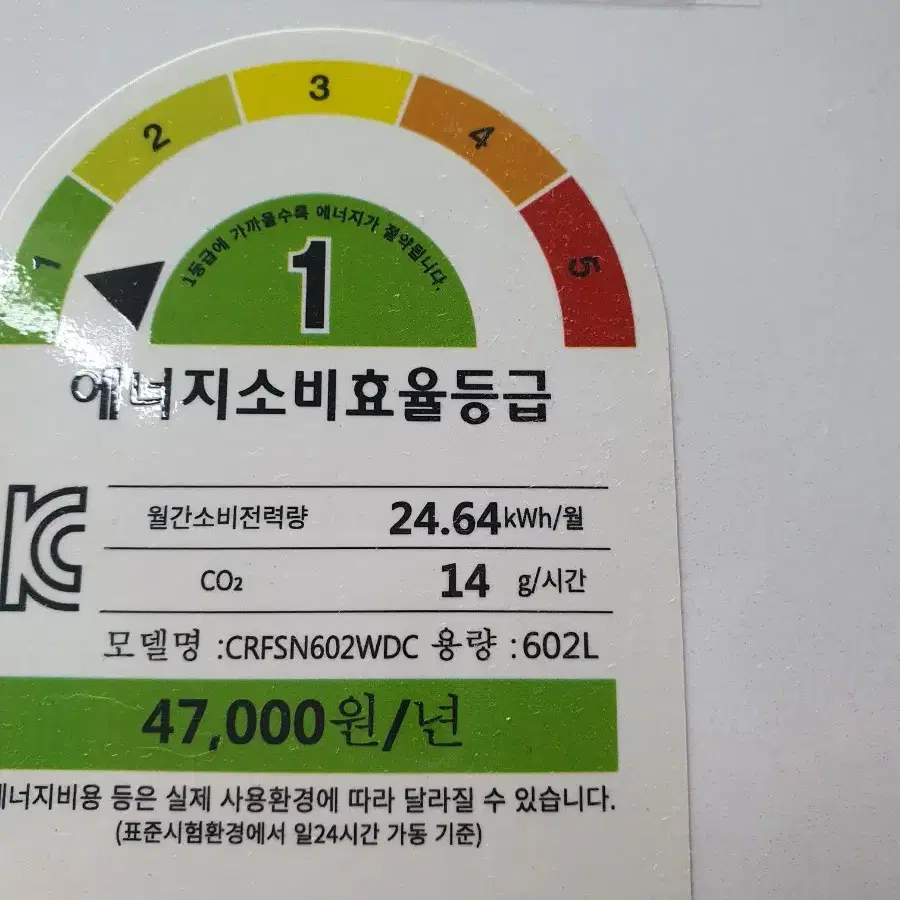 1
2
3
4
5
1등급에 가까울수록 에너지가 절약됩니다.
1
에너지소비효율등급
월간소비전력량 24.64kWh/월
CO₂ 14 g/시간
모델명 :CRFSN602WDC 용량 :602L
47,000원/년
에너지비용 등은 실제 사용환경에 따라 달라질 수 있습니다.
(표준시험환경에서 일24시간 가동 기준)